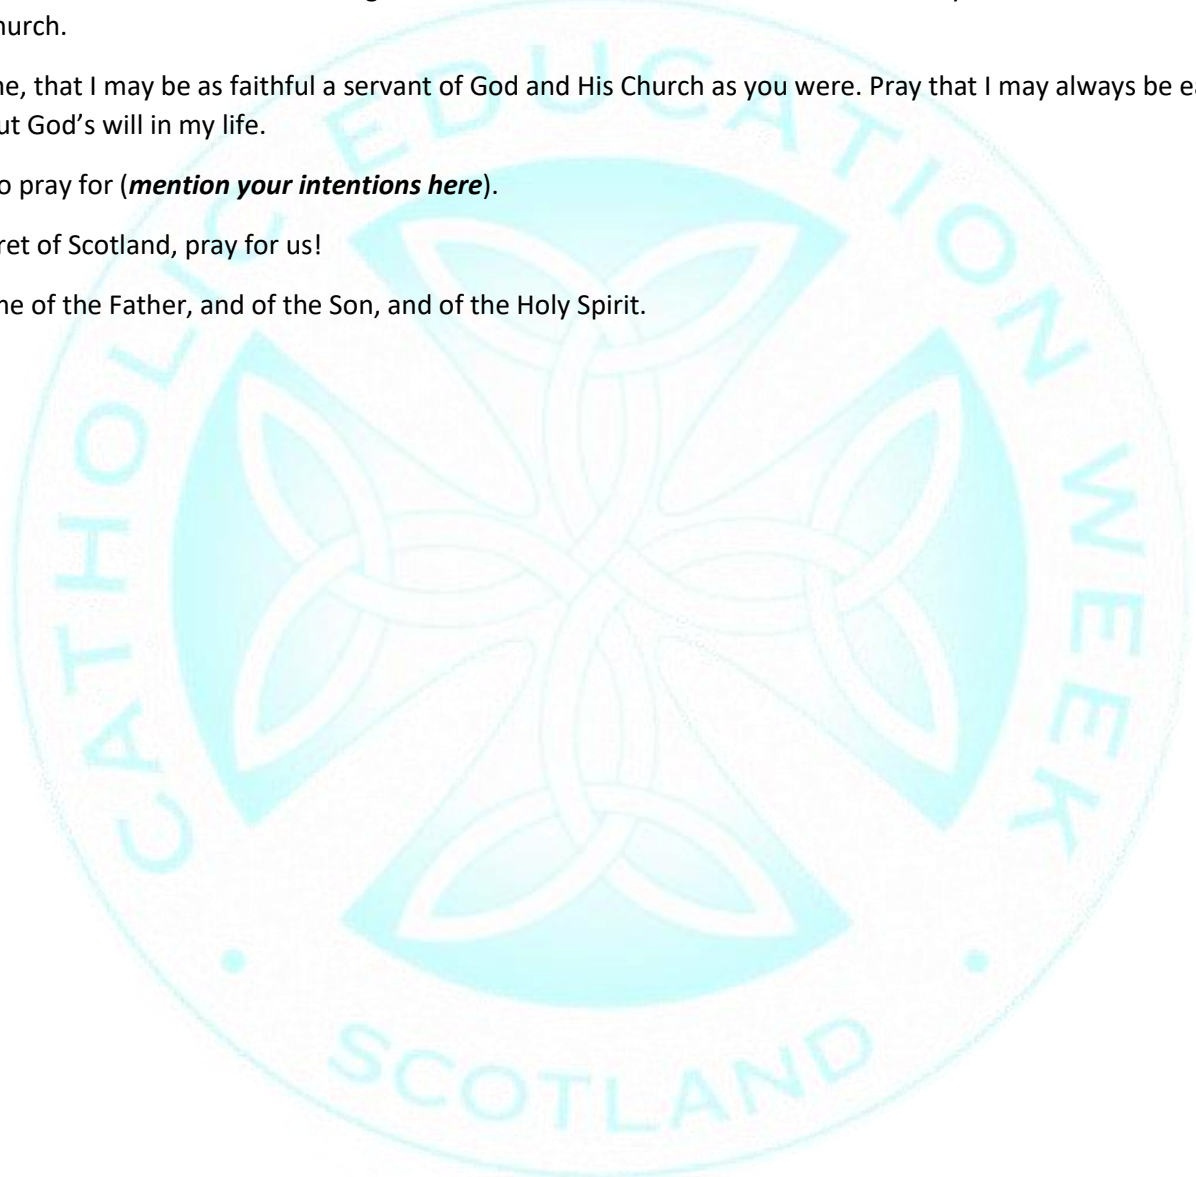 hurch.
ne, that I may be as faithful a servant of God and His Church as you were. Pray that I may always be ea
ut God's will in my life.
o pray for (mention your intentions here).
ret of Scotland, pray for us!
ne of the Father, and of the Son, and of the Holy Spirit.
CATHOLIC EDUCATION WEEK
SCOTLAND